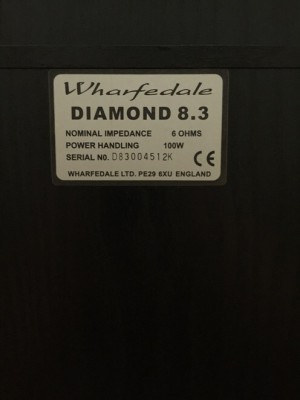 Wharfedale
DIAMOND 8.3
NOMINAL IMPEDANCE 6 OHMS
POWER HANDLING 100W
SERIAL NO. D83004512K
CE
WHARFEDALE LTD. PE29 6XU ENGLAND